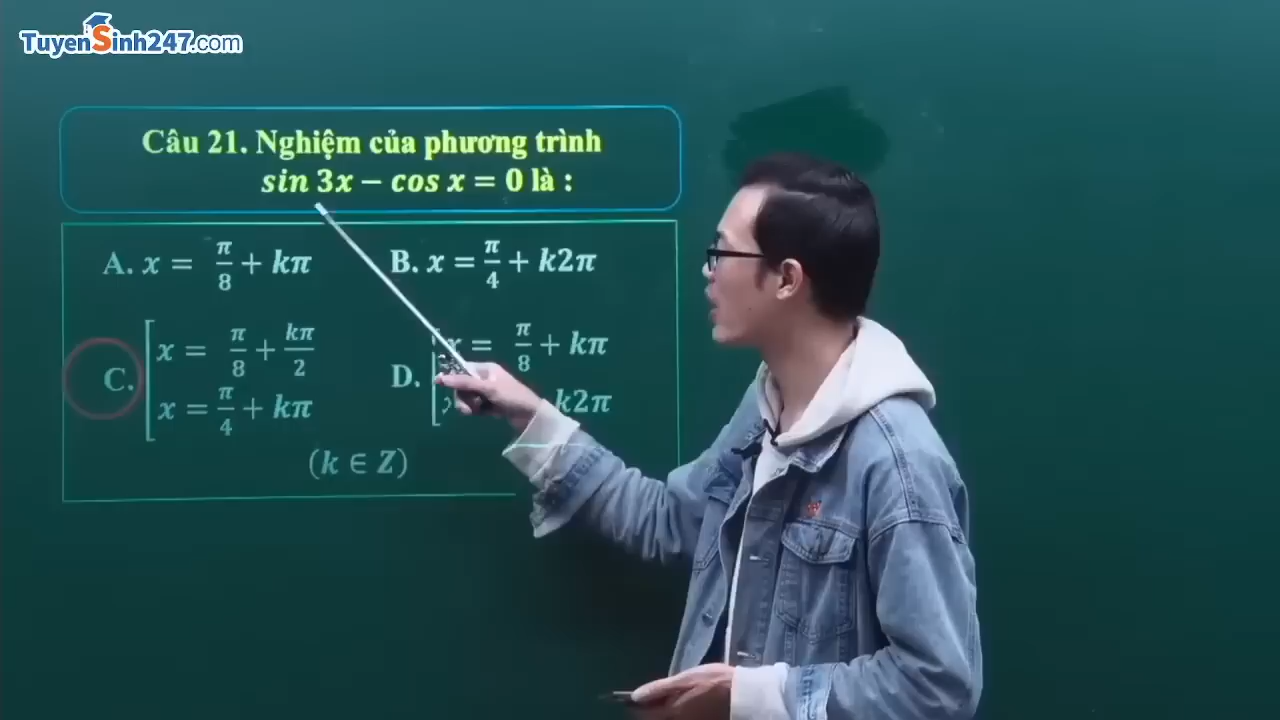 TuyenSinh247.com
Câu 21. Nghiệm của phương trình
sin 3x − cos x = 0 là :
A. x = π/8 + kπ
B. x = π/4 + k2π
C. [ x = π/8 + kπ/2
x = π/4 + kπ
D. [ x = π/8 + kπ
k2π
(k ∈ Z)